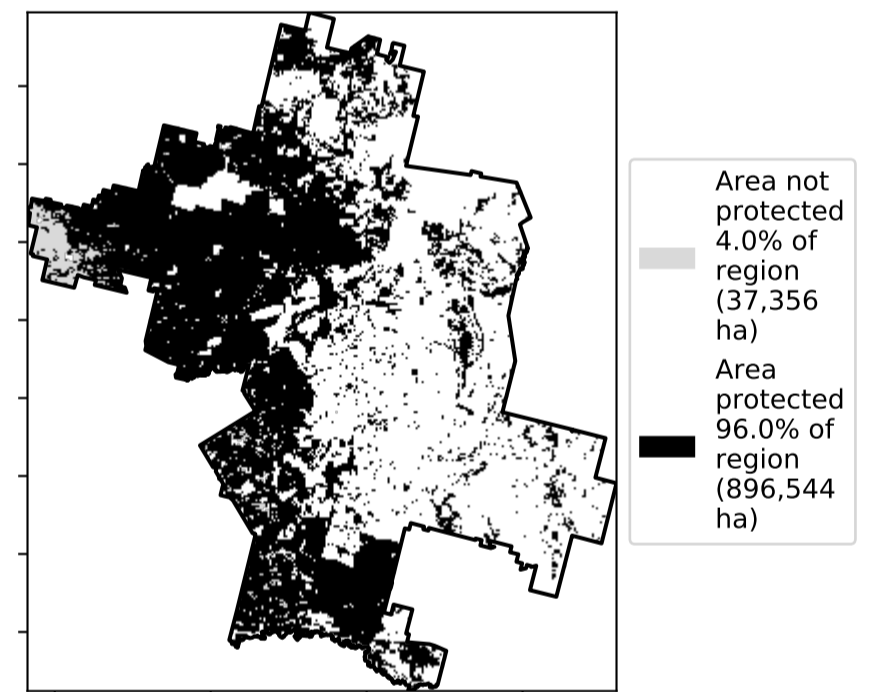 Area not
protected
4.0% of
region
(37,356
ha)
Area
protected
96.0% of
region
(896,544
ha)